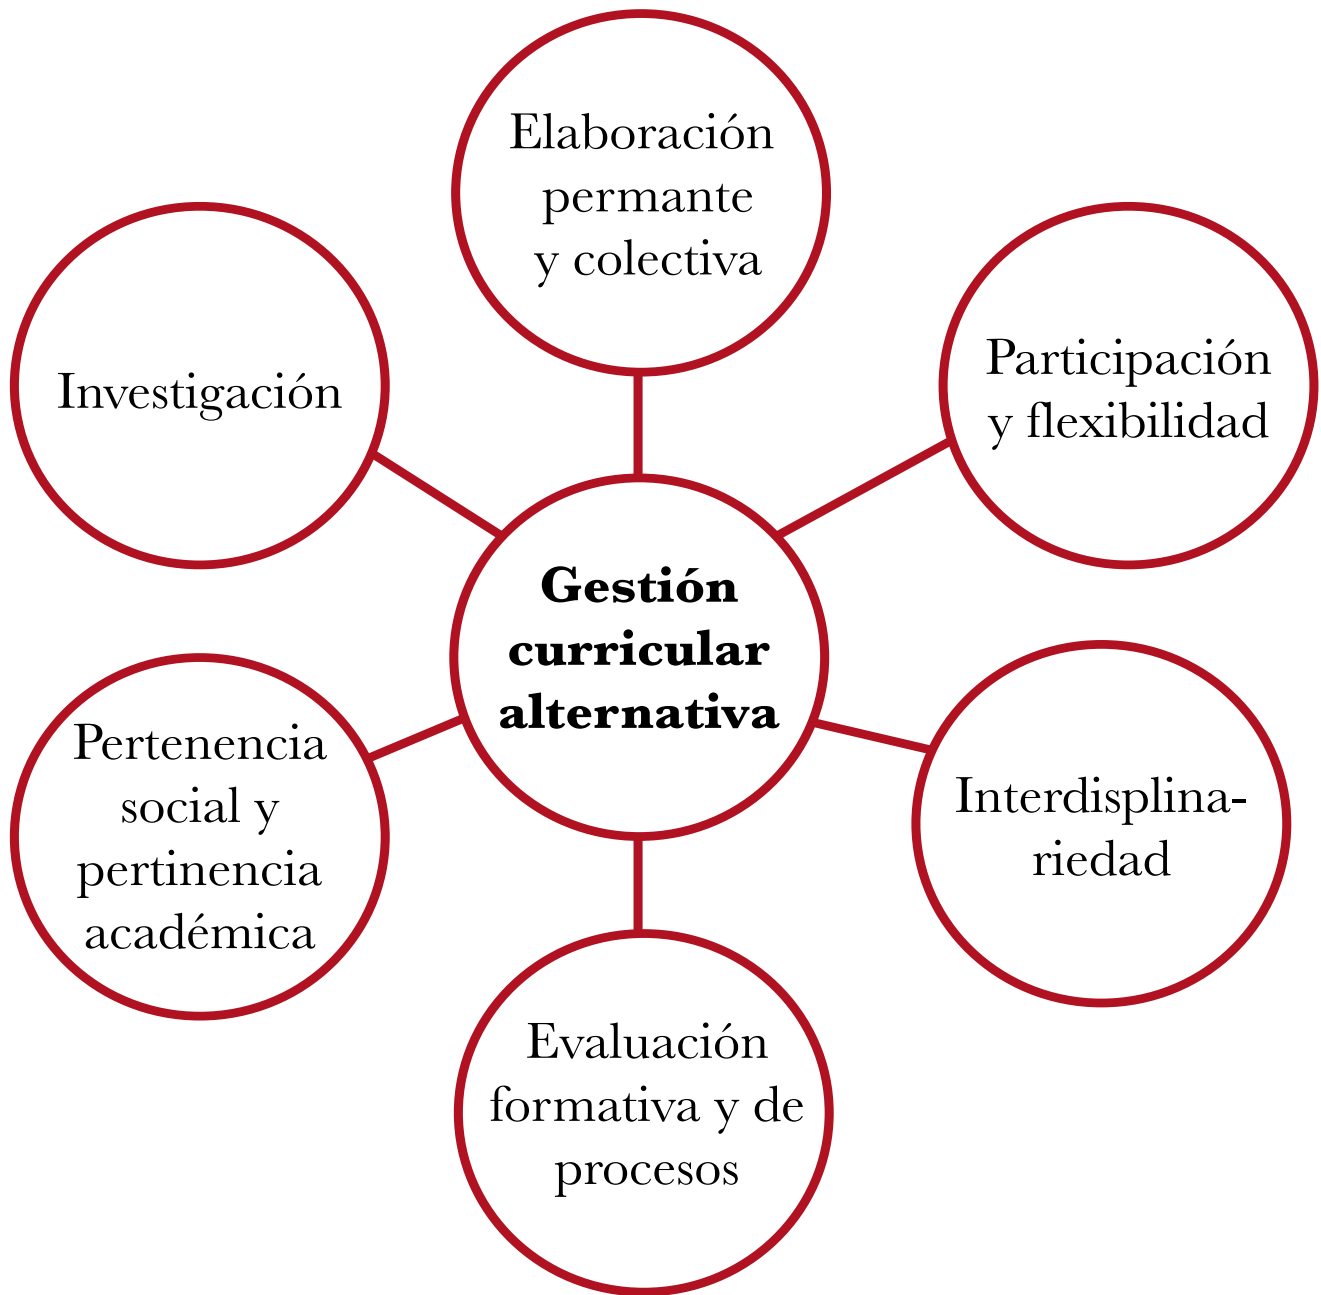 Elaboración
permante
y colectiva
Participación
y flexibilidad
Investigación
Gestión
curricular
alternativa
Pertenencia
social y
pertinencia
académica
Interdisplina-
riedad
Evaluación
formativa y de
procesos